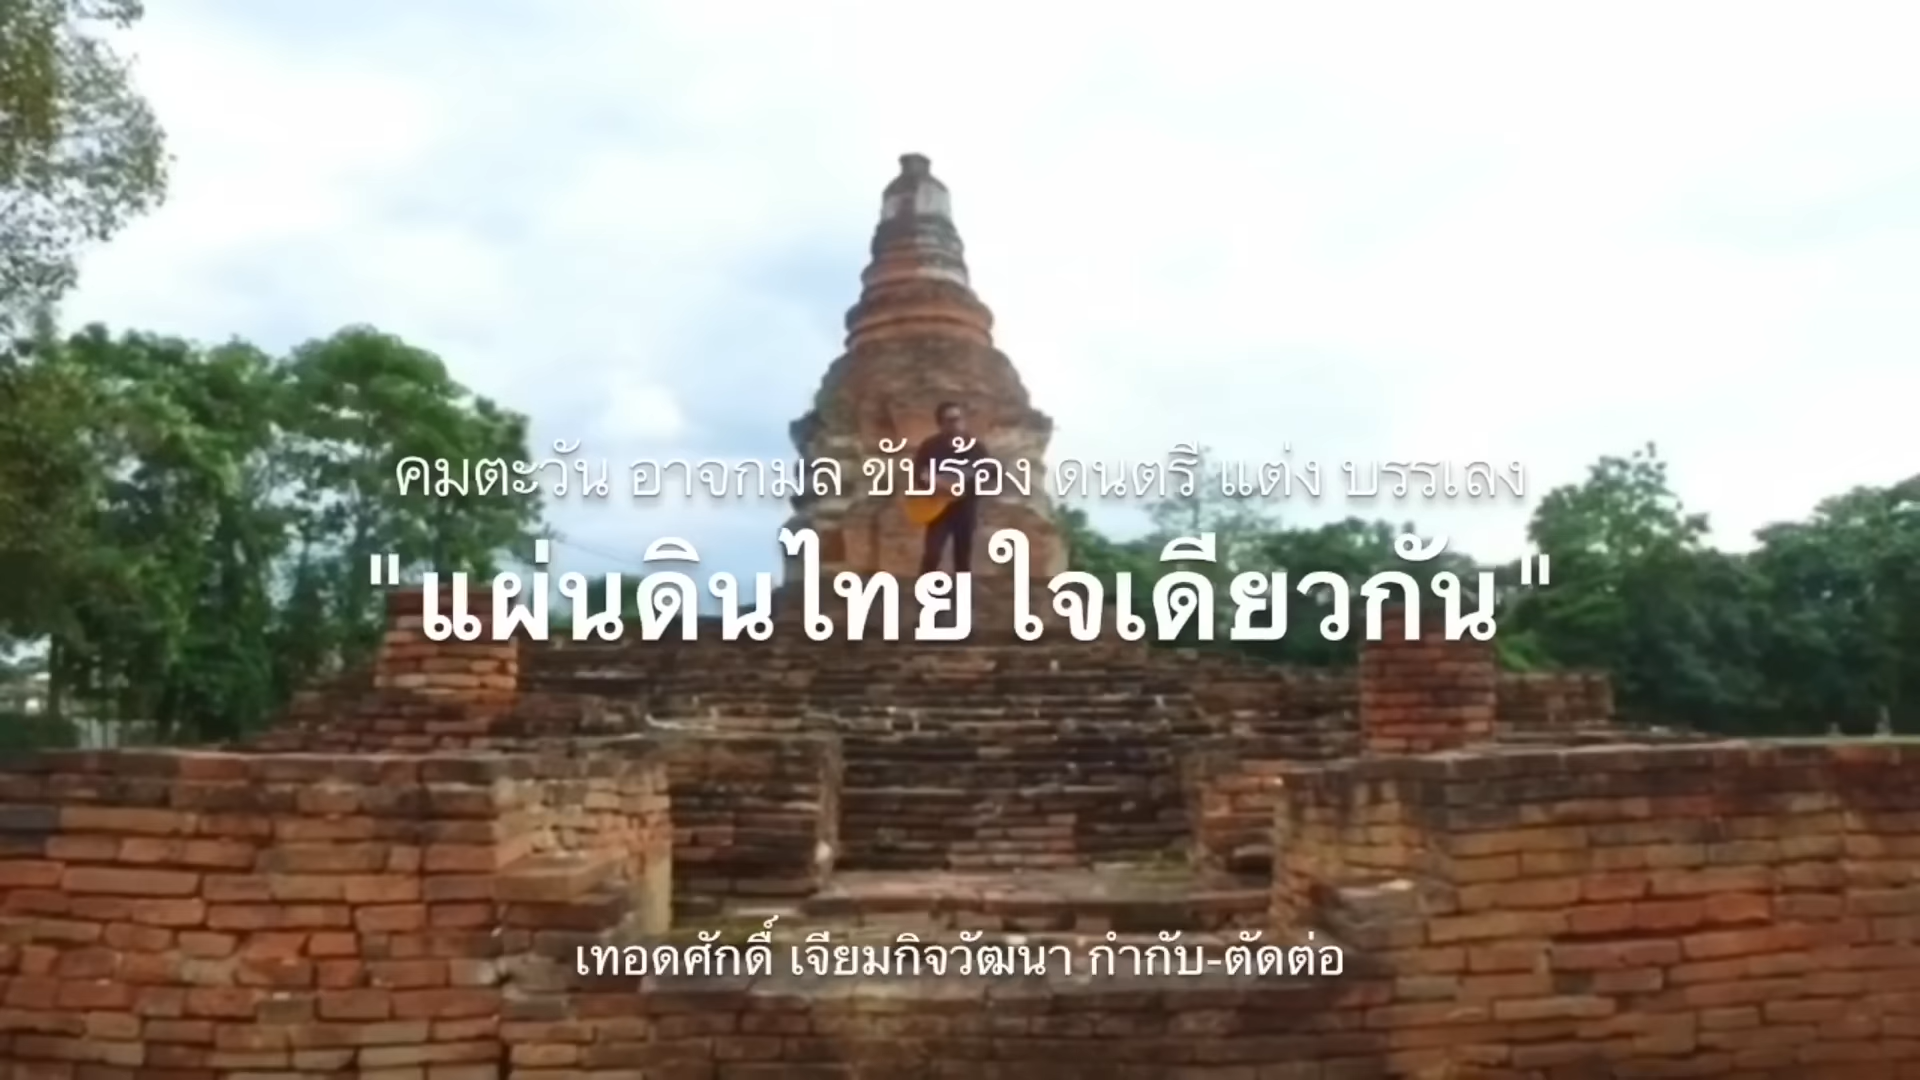 คมตะวัน อาจกมล ขับร้อง ดนตรี แต่ง บรรเลง
"แผ่นดินไทยใจเดียวกัน"
เทอดศักดิ์ เจียมกิจวัฒนา กำกับ-ตัดต่อ